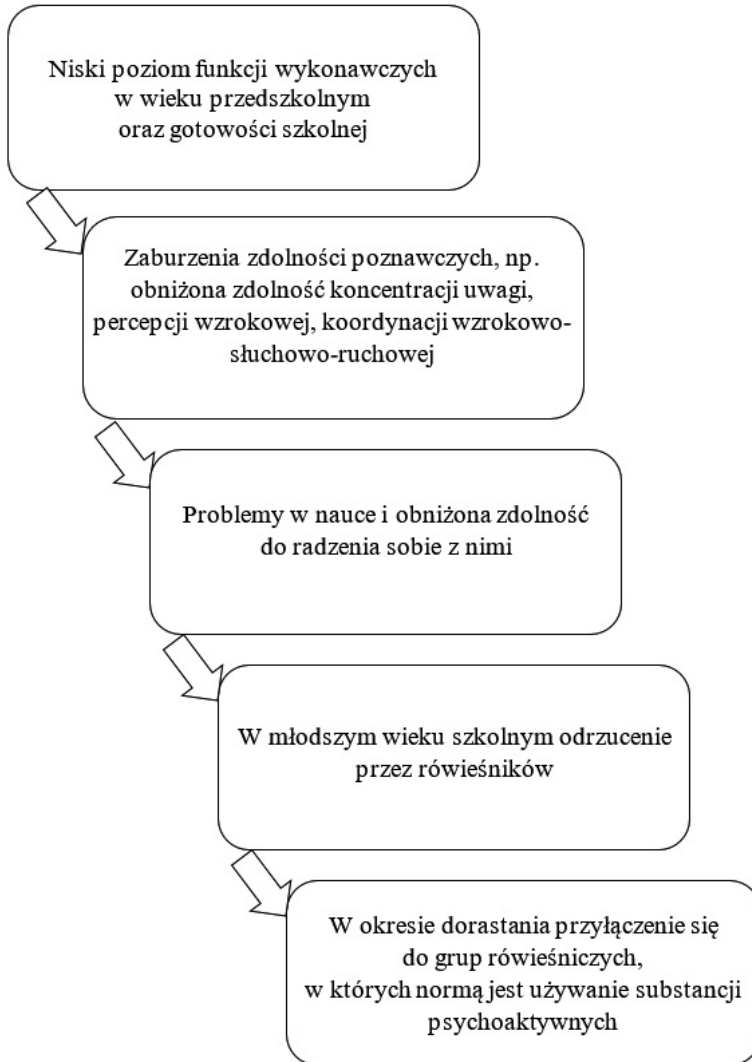 Niski poziom funkcji wykonawczych
w wieku przedszkolnym
oraz gotowości szkolnej
Zaburzenia zdolności poznawczych, np.
obniżona zdolność koncentracji uwagi,
percepcji wzrokowej, koordynacji wzrokowo-
słuchowo-ruchowej
Problemy w nauce i obniżona zdolność
do radzenia sobie z nimi
W młodszym wieku szkolnym odrzucenie
przez rówieśników
W okresie dorastania przyłączenie się
do grup rówieśniczych,
w których normą jest używanie substancji
psychoaktywnych